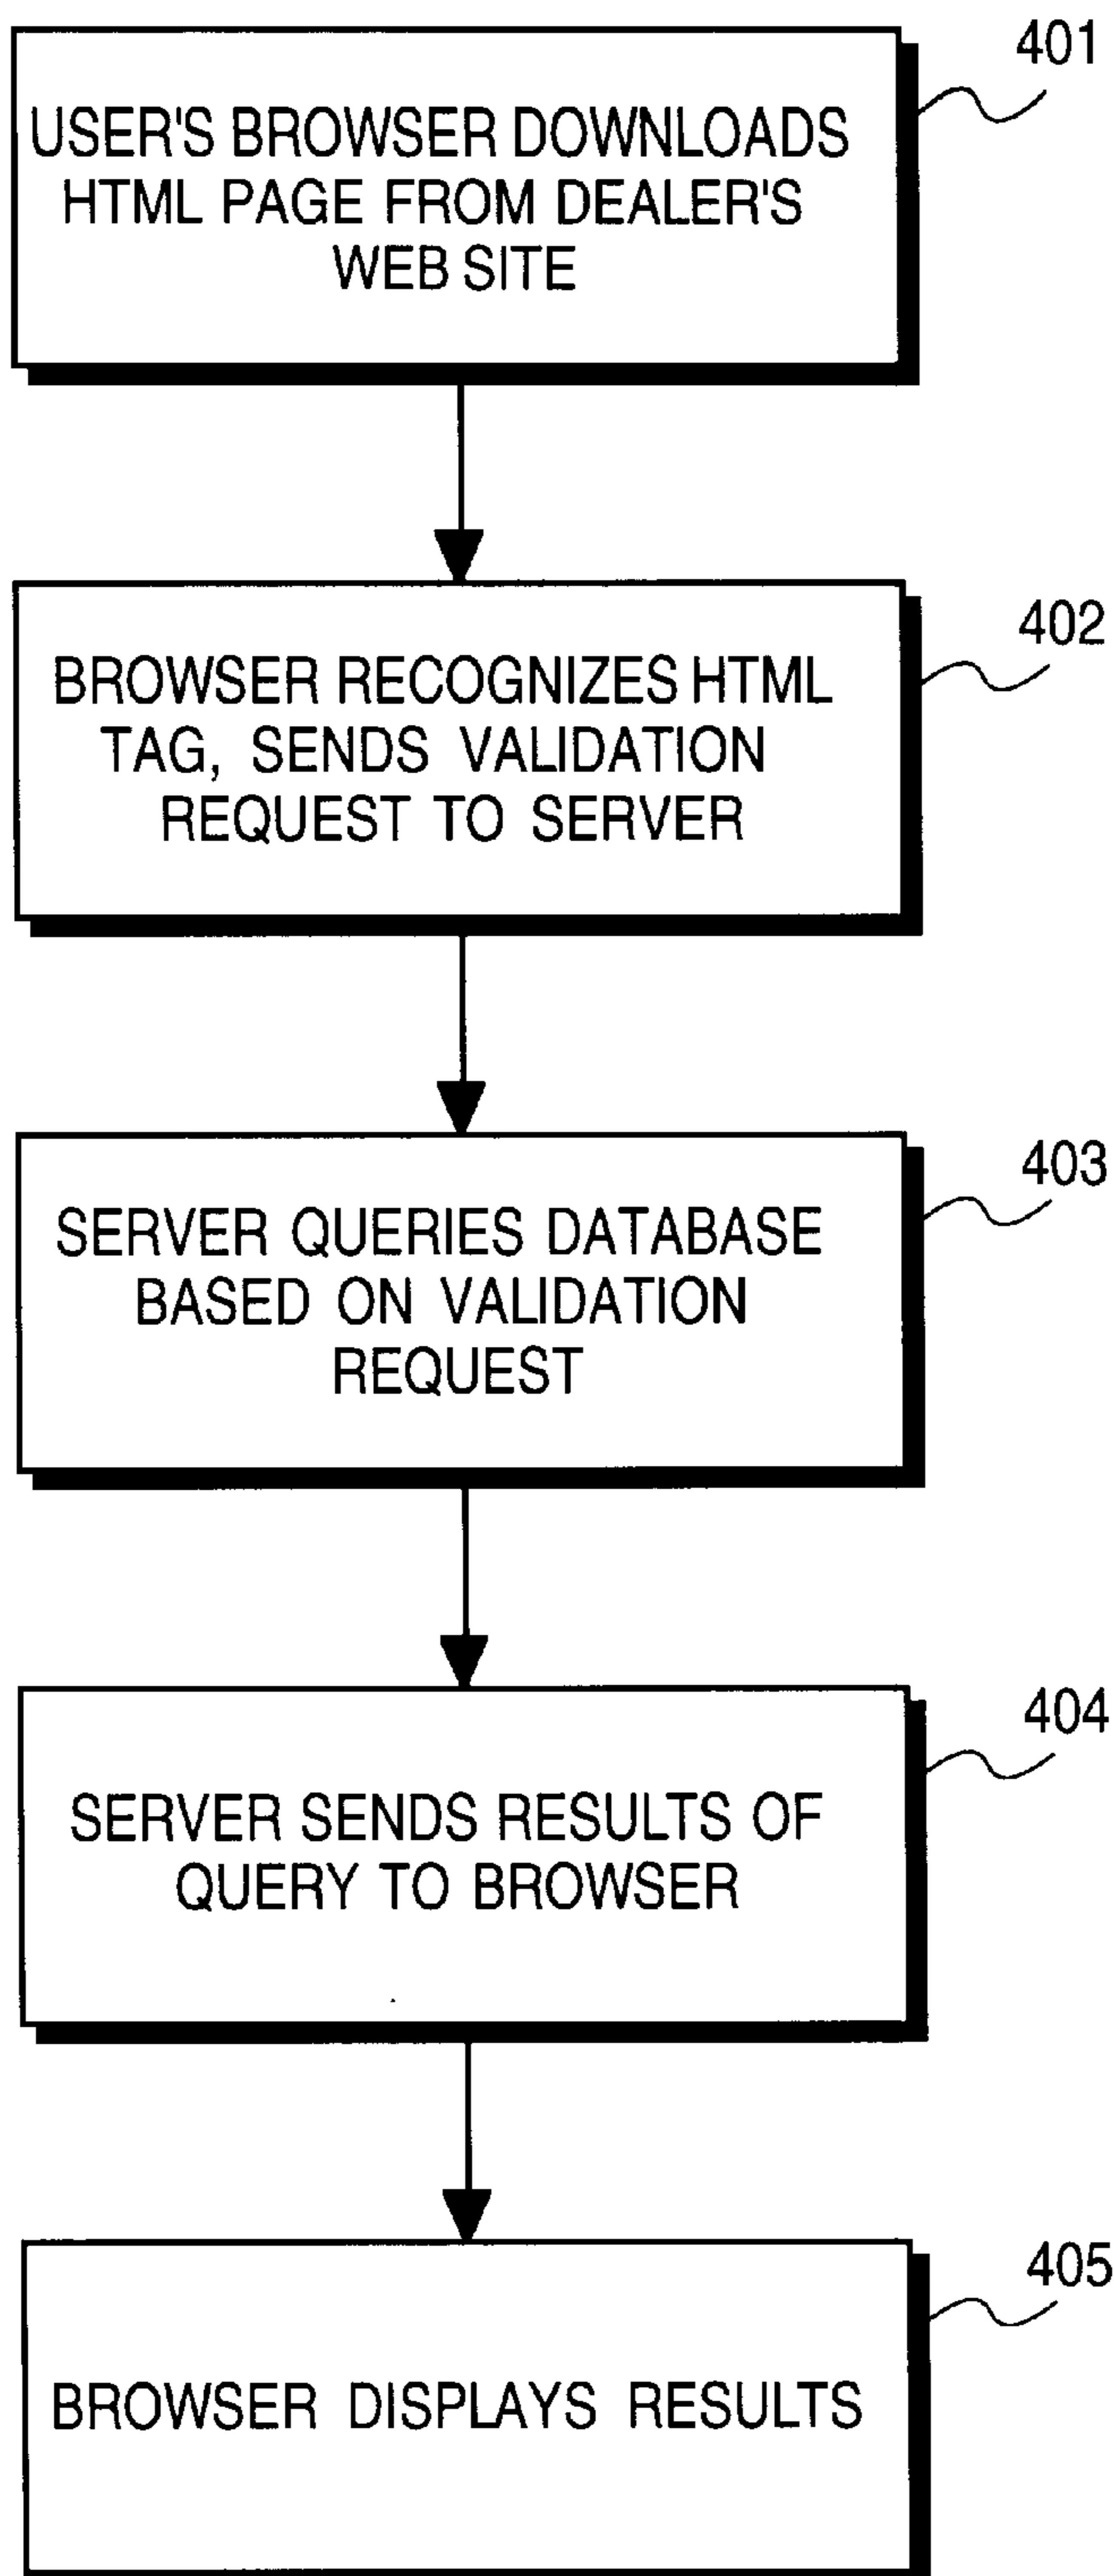 401
USER'S BROWSER DOWNLOADS
HTML PAGE FROM DEALER'S
WEB SITE
402
BROWSER RECOGNIZES HTML
TAG, SENDS VALIDATION
REQUEST TO SERVER
403
SERVER QUERIES DATABASE
BASED ON VALIDATION
REQUEST
404
SERVER SENDS RESULTS OF
QUERY TO BROWSER
405
BROWSER DISPLAYS RESULTS